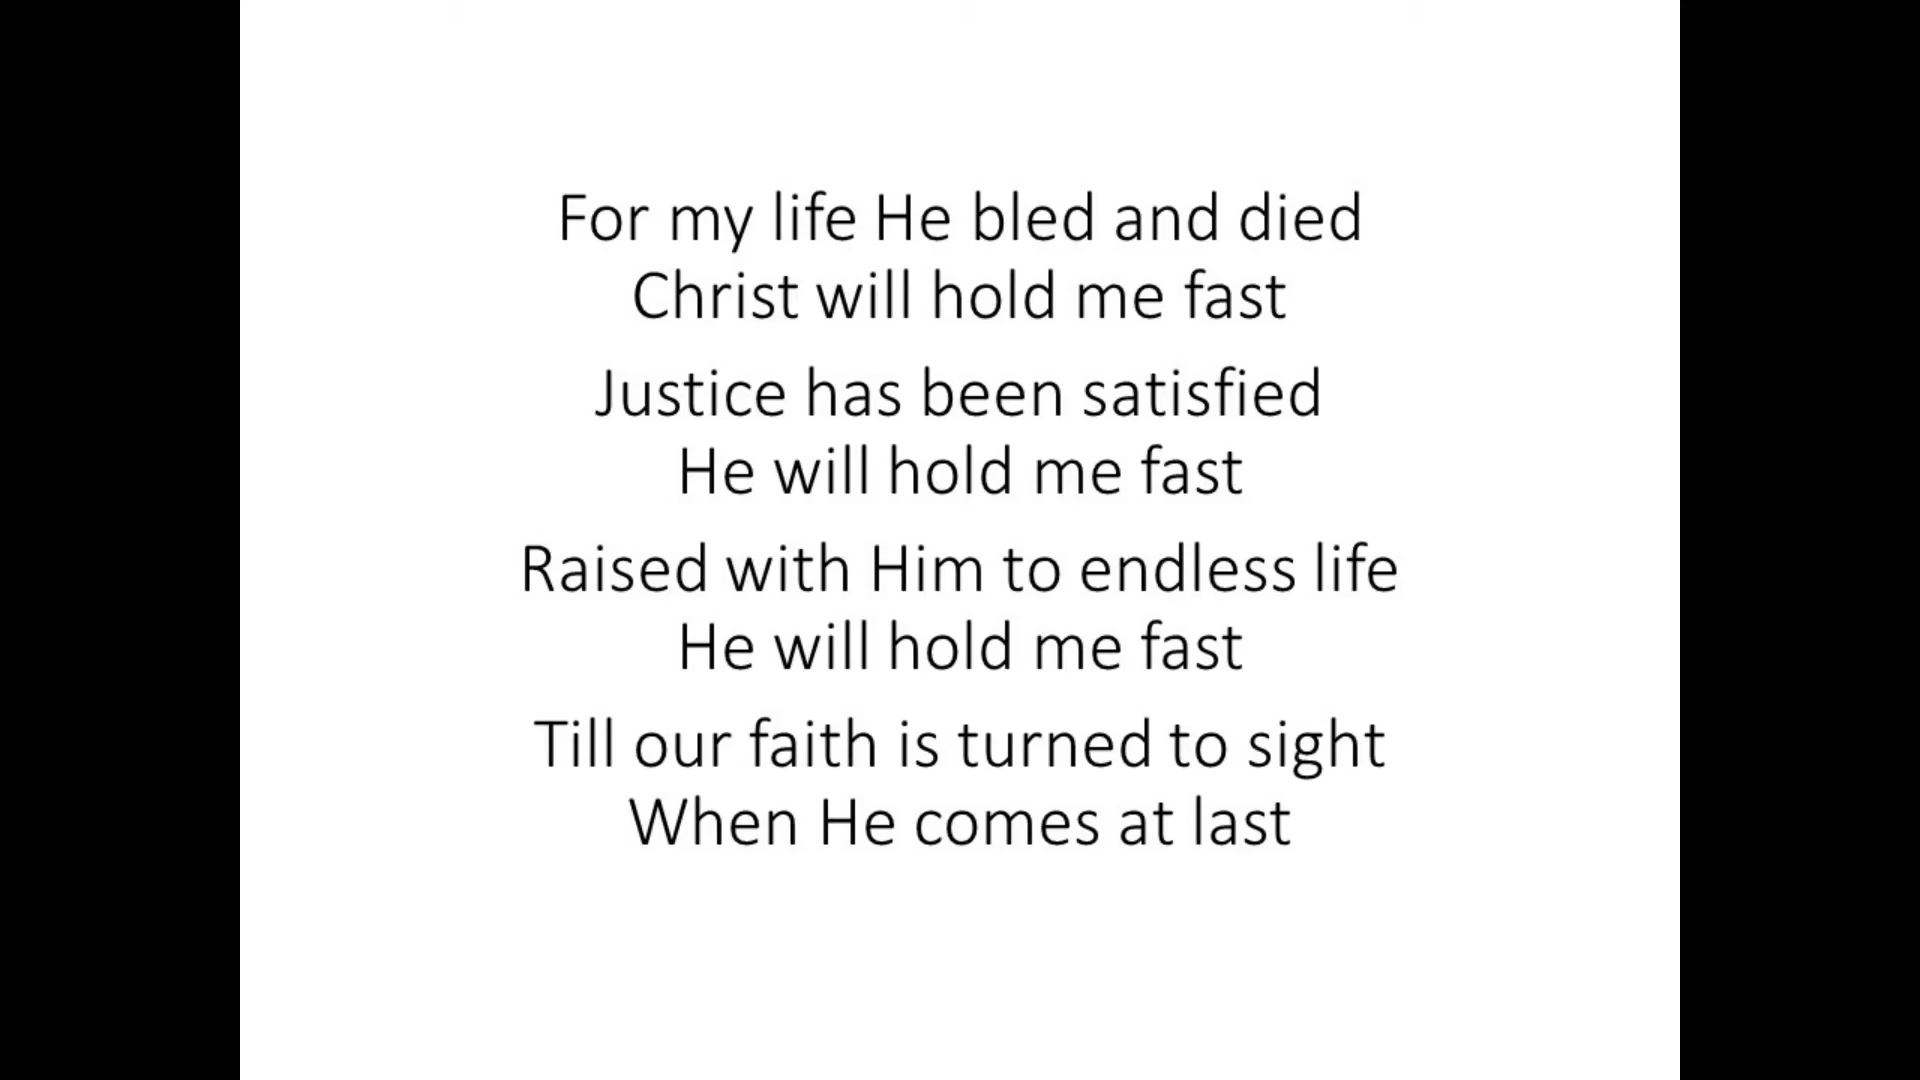 For my life He bled and died
Christ will hold me fast
Justice has been satisfied
He will hold me fast
Raised with Him to endless life
He will hold me fast
Till our faith is turned to sight
When He comes at last